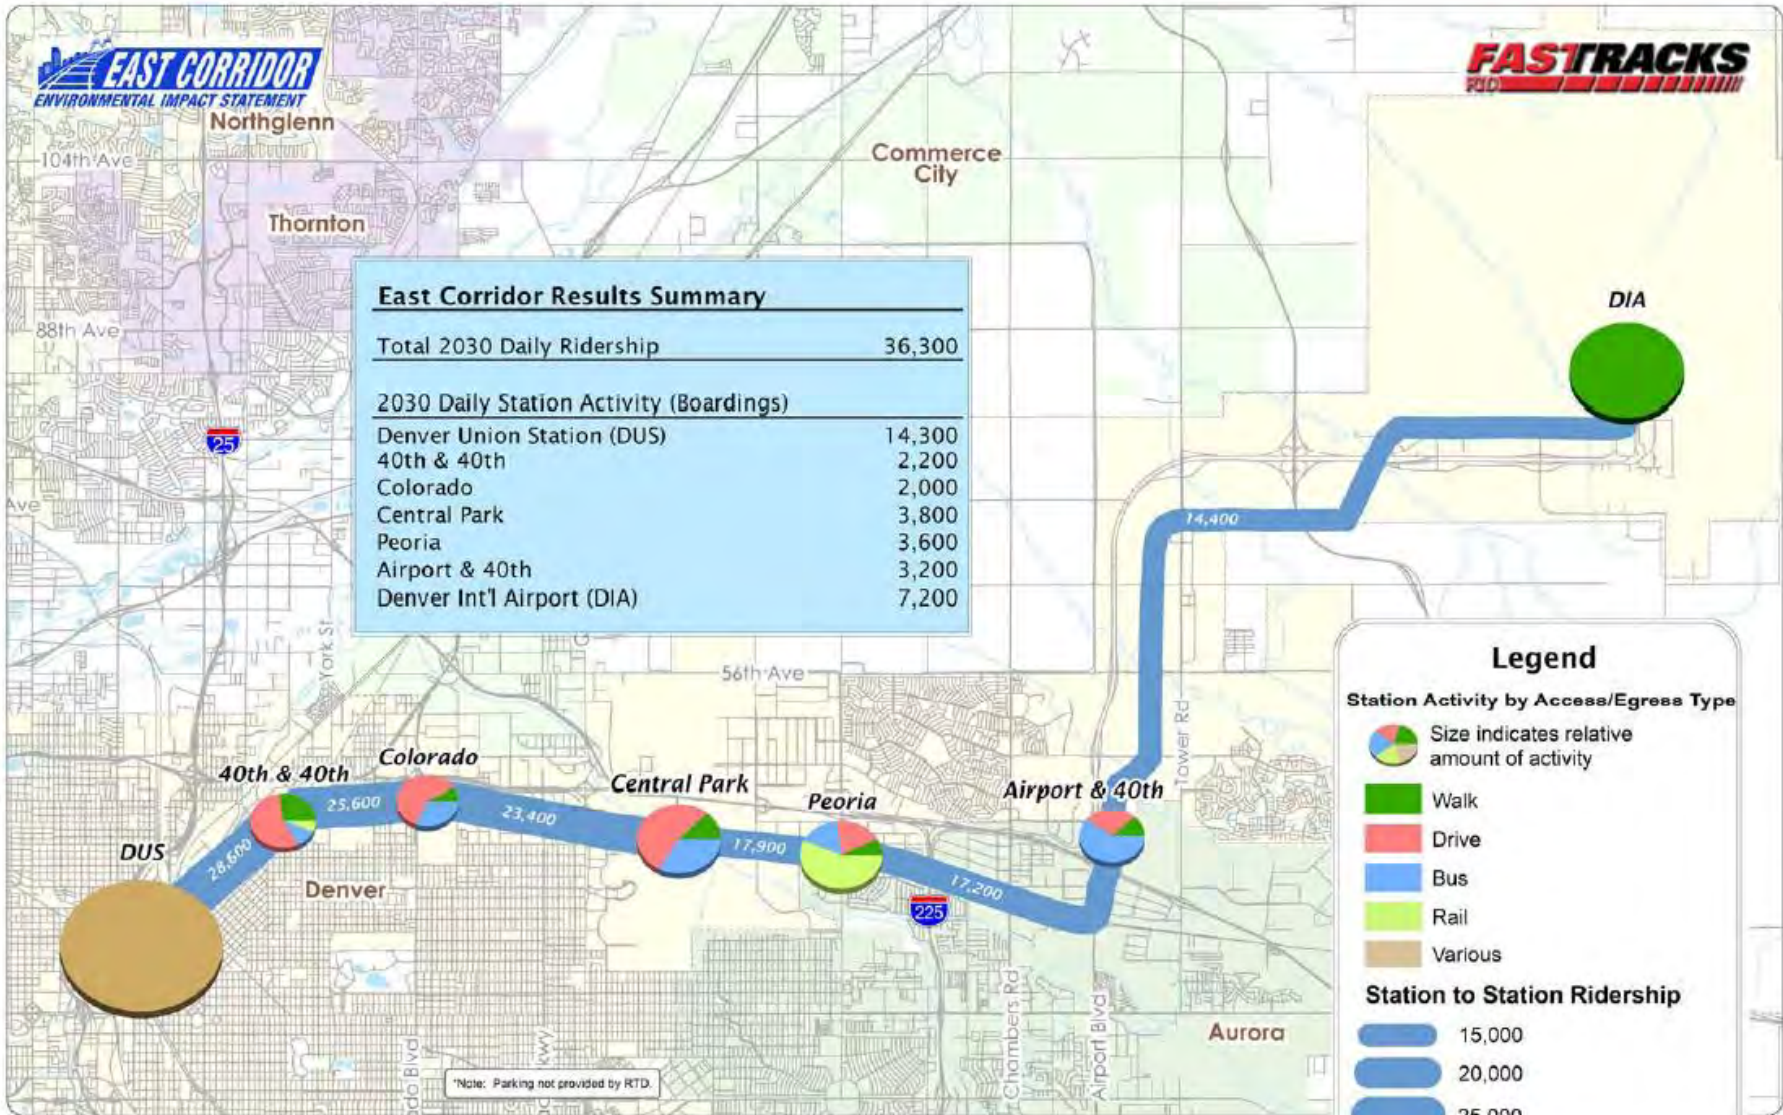 EAST CORRIDOR
ENVIRONMENTAL IMPACT STATEMENT
FASTRACKS
RTD
Northglenn
104th Ave
Commerce
City
Thornton
88th Ave
East Corridor Results Summary
Total 2030 Daily Ridership 36,300
2030 Daily Station Activity (Boardings)
Denver Union Station (DUS) 14,300
40th & 40th 2,200
Colorado 2,000
Central Park 3,800
Peoria 3,600
Airport & 40th 3,200
Denver Int'l Airport (DIA) 7,200
DIA
25
Ave
14,400
York St
56th Ave
Tower Rd
Colorado
40th & 40th
Central Park
Peoria
Airport & 40th
25,600
23,400
17,900
DUS
28,600
17,200
Denver
225
Chambers Rd
Airport Blvd
Aurora
*Note: Parking not provided by RTD.
Legend
Station Activity by Access/Egress Type
Size indicates relative
amount of activity
Walk
Drive
Bus
Rail
Various
Station to Station Ridership
15,000
20,000
25,000